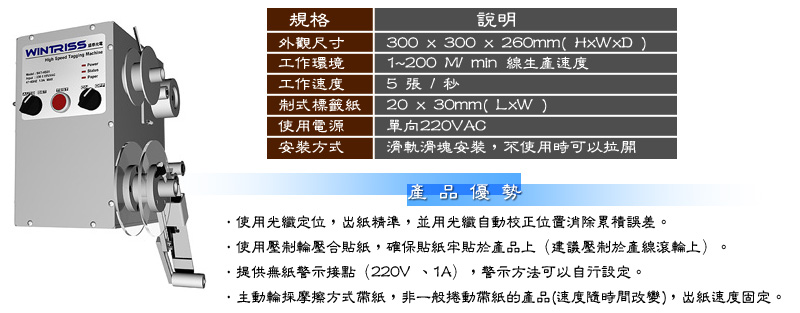 WINTRISS
High Speed Tagging Machine
Power
Status
Paper
規格 說明
外觀尺寸 300 x 300 x 260mm( HxWxD )
工作環境 1~200 M/ min 線生產速度
工作速度 5 張 / 秒
制式標籤紙 20 x 30mm( LxW )
使用電源 單向220VAC
安裝方式 滑軌滑塊安裝，不使用時可以拉開
產品優勢
·使用光纖定位，出紙精準，並用光纖自動校正位置消除累積誤差。
·使用壓制輪壓合貼紙，確保貼紙牢貼於產品上（建議壓制於產線滾輪上）。
·提供無紙警示接點（220V 、1A），警示方法可以自行設定。
·主動輪採摩擦方式帶紙，非一般捲動帶紙的產品(速度隨時間改變)，出紙速度固定。